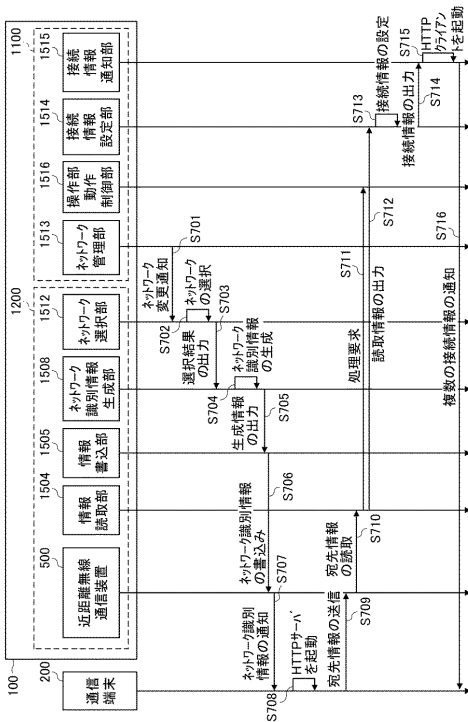 100
200
通信
端末
500
近距離無線
通信装置
1504
情報
読取部
1505
情報
書込部
1508
ネットワーク
識別情報
生成部
1512
ネットワーク
選択部
1200
1513
ネットワーク
管理部
1516
操作部
動作
制御部
1514
接続
情報
設定部
1515
接続
情報
通知部
1100
ネットワーク
変更通知
S701
ネットワーク
の選択
S702
選択結果
の出力
S703
ネットワーク
識別情報
の生成
S704
生成情報
の出力
S705
ネットワーク識別情報
の書込み
S706
ネットワーク識別
情報の通知
S707
HTTPサーバ
を起動
S708
宛先情報の送信
S709
宛先情報
の読取
S710
処理要求
S711
読取情報の出力
S712
接続情報の設定
S713
接続情報の出力
S714
HTTP
クライアン
トを起動
S715
複数の接続情報の通知
S716